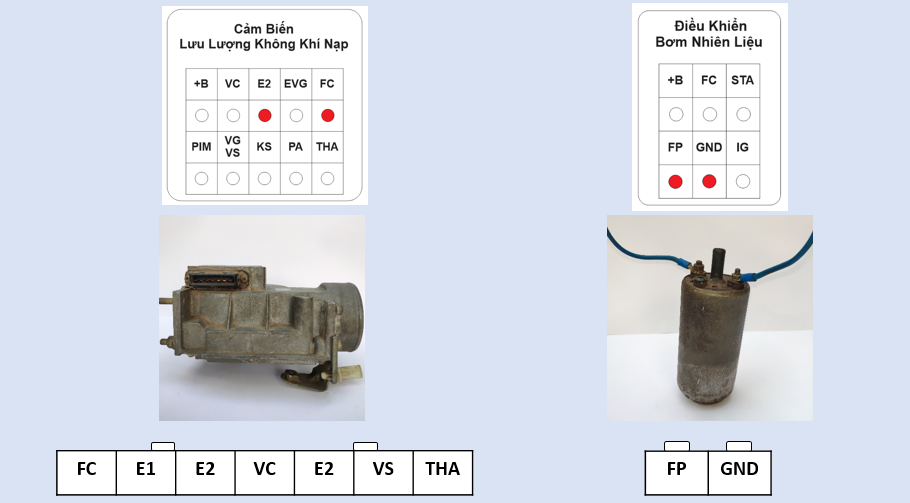 Cảm Biến
Lưu Lượng Không Khí Nạp
+B VC E2 EVG FC
PIM VG VS KS PA THA
Điều Khiển
Bơm Nhiên Liệu
+B FC STA
FP GND IG
FC E1 E2 VC E2 VS THA
FP GND